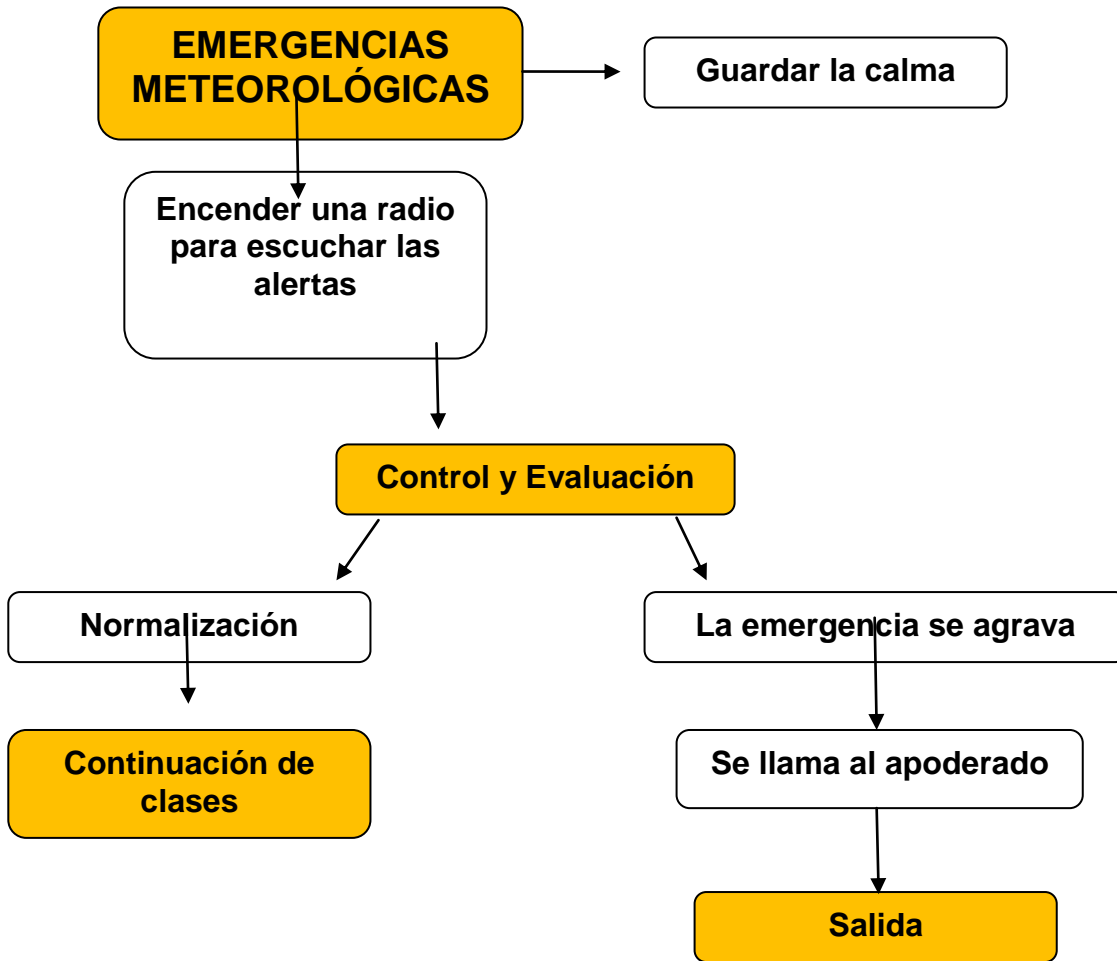 EMERGENCIAS
METEOROLÓGICAS
Guardar la calma
Encender una radio
para escuchar las
alertas
Control y Evaluación
Normalización
La emergencia se agrava
Continuación de
clases
Se llama al apoderado
Salida